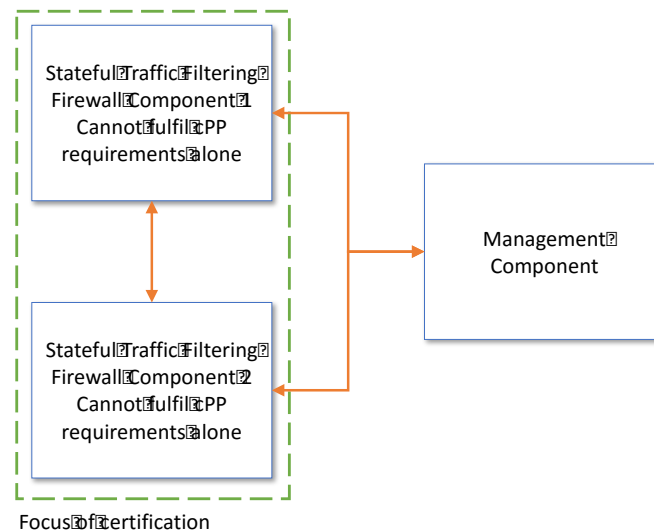 Stateful Traffic Filtering
Firewall Component 1
Cannot fulfil cPP
requirements alone
Management
Component
Stateful Traffic Filtering
Firewall Component 2
Cannot fulfil cPP
requirements alone
Focus of certification